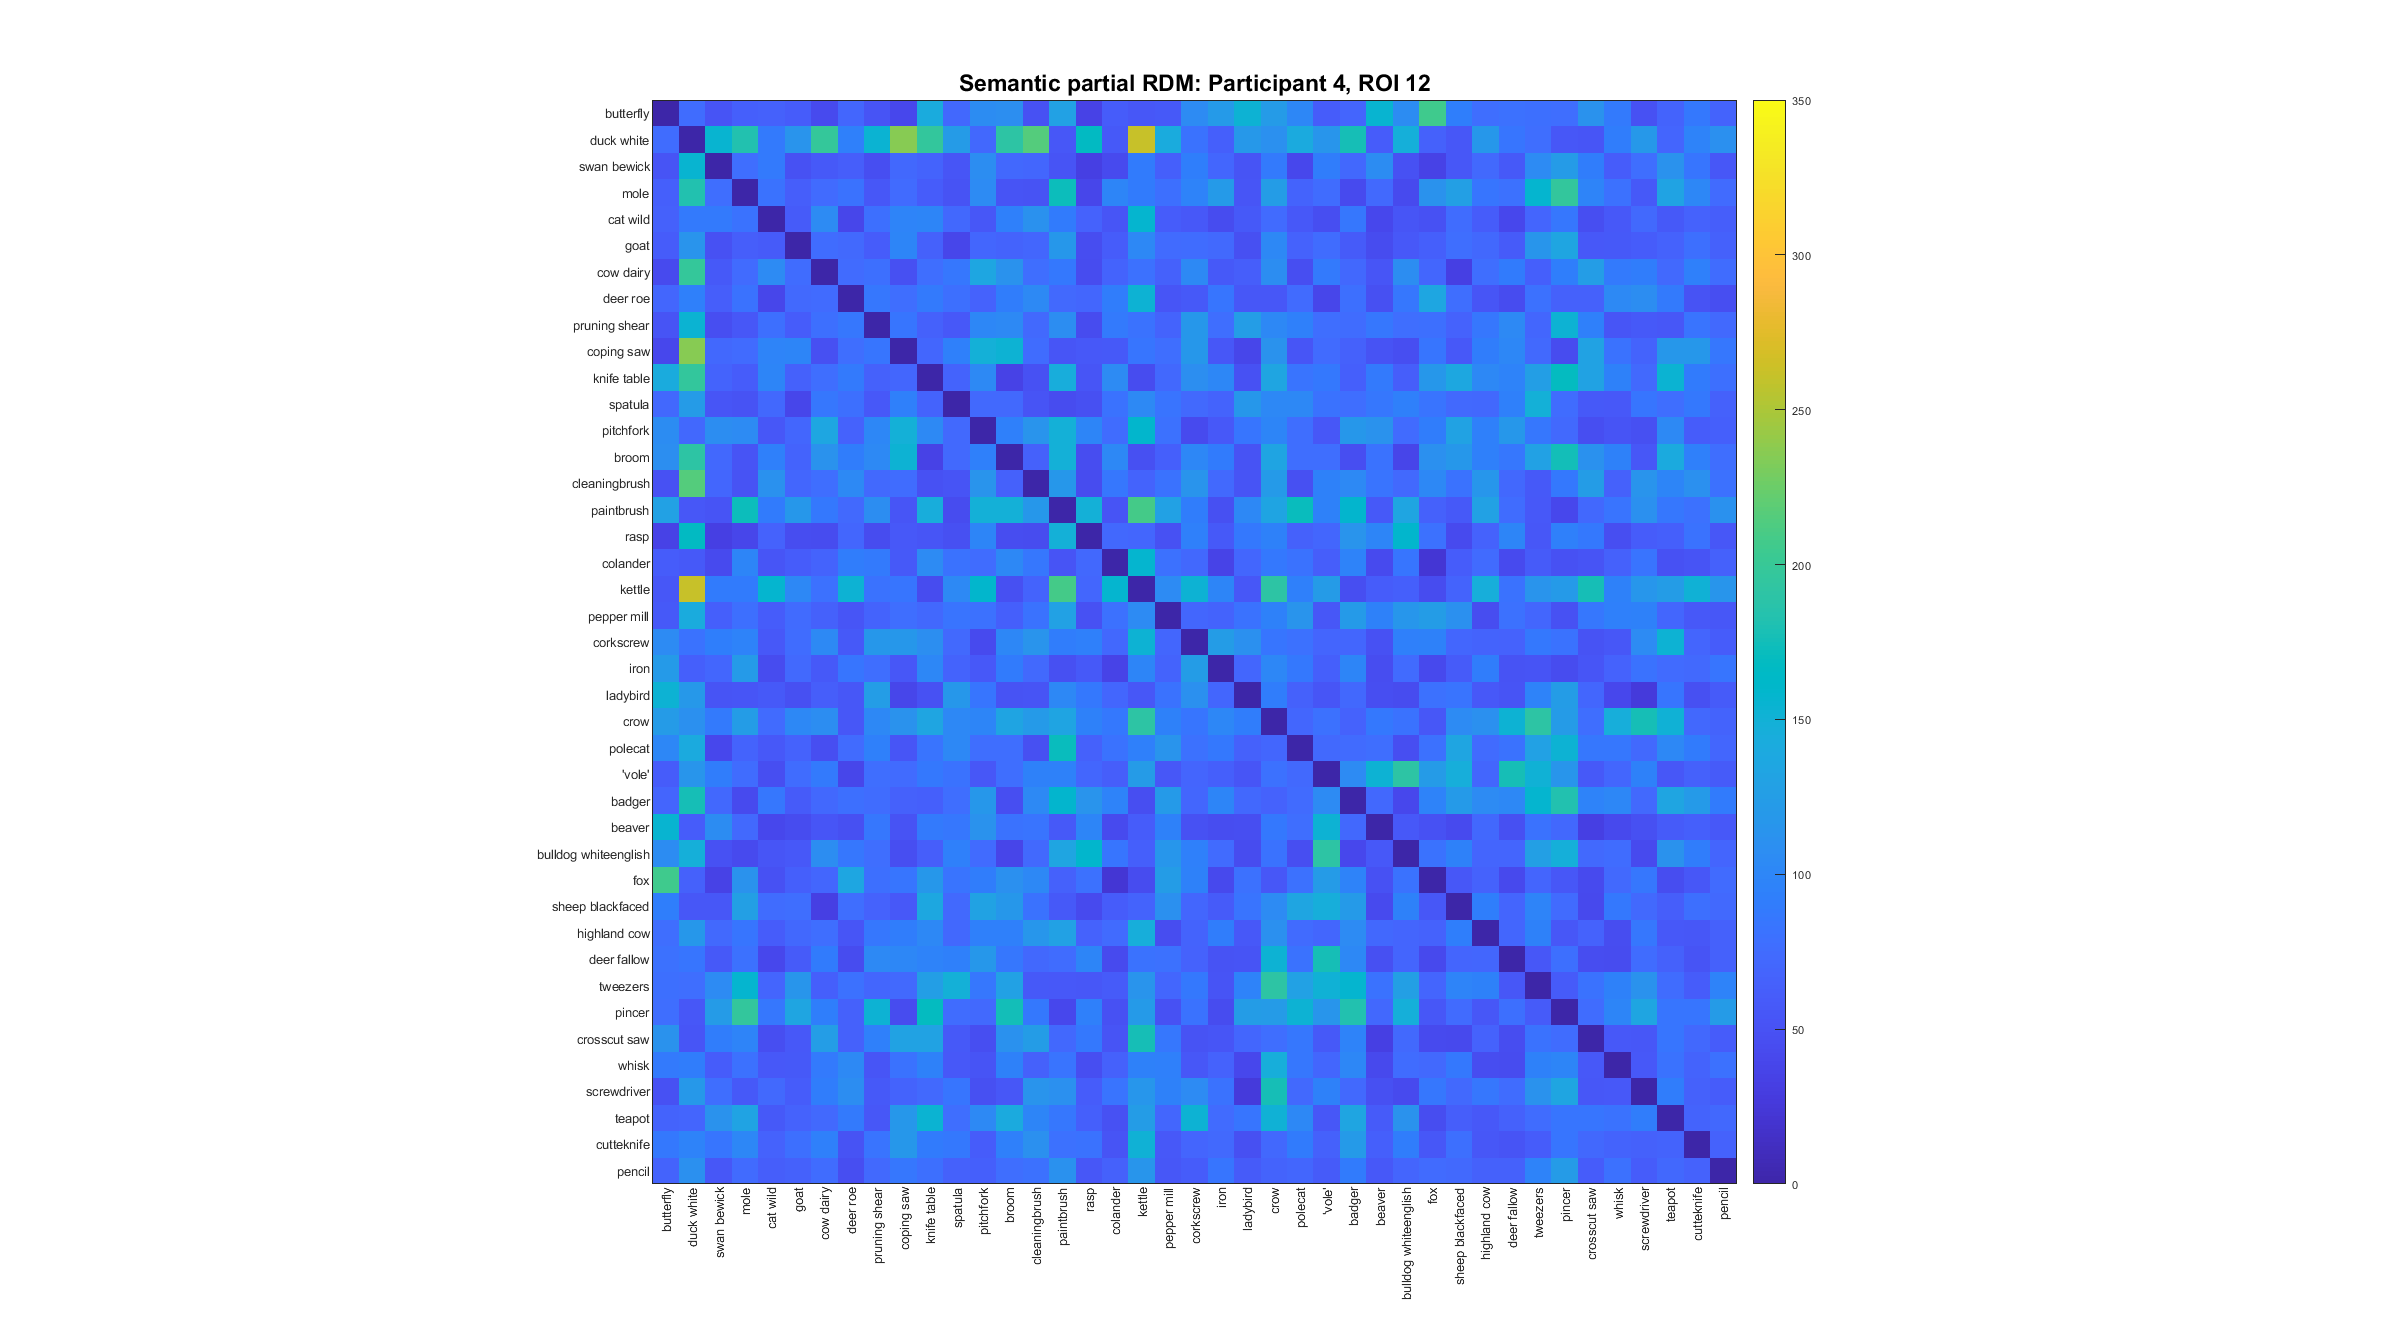 Semantic partial RDM: Participant 4, ROI 12
butterfly
duck white
swan bewick
mole
cat wild
goat
cow dairy
deer roe
pruning shear
coping saw
knife table
spatula
pitchfork
broom
cleaningbrush
paintbrush
rasp
colander
kettle
pepper mill
corkscrew
iron
ladybird
crow
polecat
'vole'
badger
beaver
bulldog whiteenglish
fox
sheep blackfaced
highland cow
deer fallow
tweezers
pincer
crosscut saw
whisk
screwdriver
teapot
cutteknife
pencil
butterfly
duck white
swan bewick
mole
cat wild
goat
cow dairy
deer roe
pruning shear
coping saw
knife table
spatula
pitchfork
broom
cleaningbrush
paintbrush
rasp
colander
kettle
pepper mill
corkscrew
iron
ladybird
crow
polecat
'vole'
badger
beaver
bulldog whiteenglish
fox
sheep blackfaced
highland cow
deer fallow
tweezers
pincer
crosscut saw
whisk
screwdriver
teapot
cutteknife
pencil
350
300
250
200
150
100
50
0